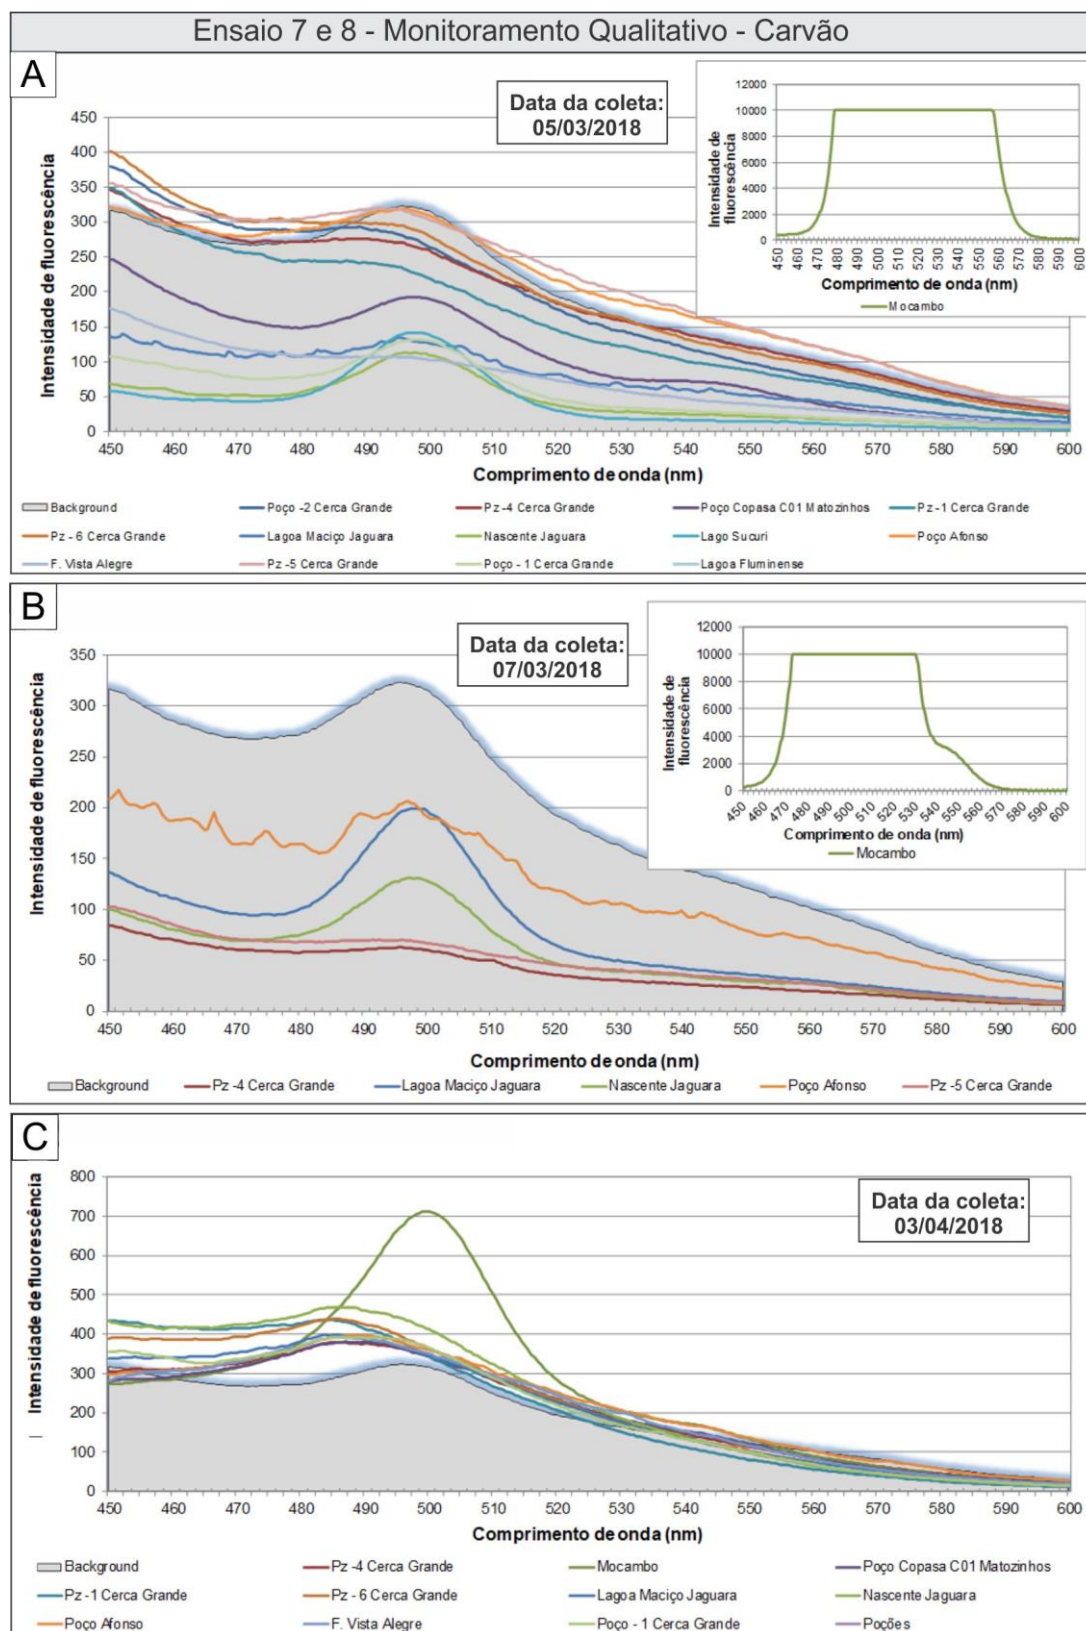 Ensaio 7 e 8 - Monitoramento Qualitativo - Carvão
A
Data da coleta:
05/03/2018
Intensidade de fluorescência
450
400
350
300
250
200
150
100
50
0
450 460 470 480 490 500 510 520 530 540 550 560 570 580 590 600
Comprimento de onda (nm)
Intensidade de
fluorescência
12000
10000
8000
6000
4000
2000
0
450 460 470 480 490 500 510 520 530 540 550 560 570 580 590 600
Comprimento de onda (nm)
Mocambo
Background Poço -2 Cerca Grande Pz -4 Cerca Grande Poço Copasa C01 Matozinhos Pz -1 Cerca Grande
Pz - 6 Cerca Grande Lagoa Maciço Jaguara Nascente Jaguara Lago Sucuri Poço Afonso
F. Vista Alegre Pz -5 Cerca Grande Poço - 1 Cerca Grande Lagoa Fluminense
B
Data da coleta:
07/03/2018
Intensidade de fluorescência
350
300
250
200
150
100
50
0
450 460 470 480 490 500 510 520 530 540 550 560 570 580 590 600
Comprimento de onda (nm)
Intensidade de
fluorescência
12000
10000
8000
6000
4000
2000
0
450 460 470 480 490 500 510 520 530 540 550 560 570 580 590 600
Comprimento de onda (nm)
Mocambo
Background Pz -4 Cerca Grande Lagoa Maciço Jaguara Nascente Jaguara Poço Afonso Pz -5 Cerca Grande
C
Data da coleta:
03/04/2018
Intensidade de fluorescência
800
700
600
500
400
300
200
100
0
450 460 470 480 490 500 510 520 530 540 550 560 570 580 590 600
Comprimento de onda (nm)
Background Pz -4 Cerca Grande Mocambo Poço Copasa C01 Matozinhos
Pz -1 Cerca Grande Pz - 6 Cerca Grande Lagoa Maciço Jaguara Nascente Jaguara
Poço Afonso F. Vista Alegre Poço - 1 Cerca Grande Poções